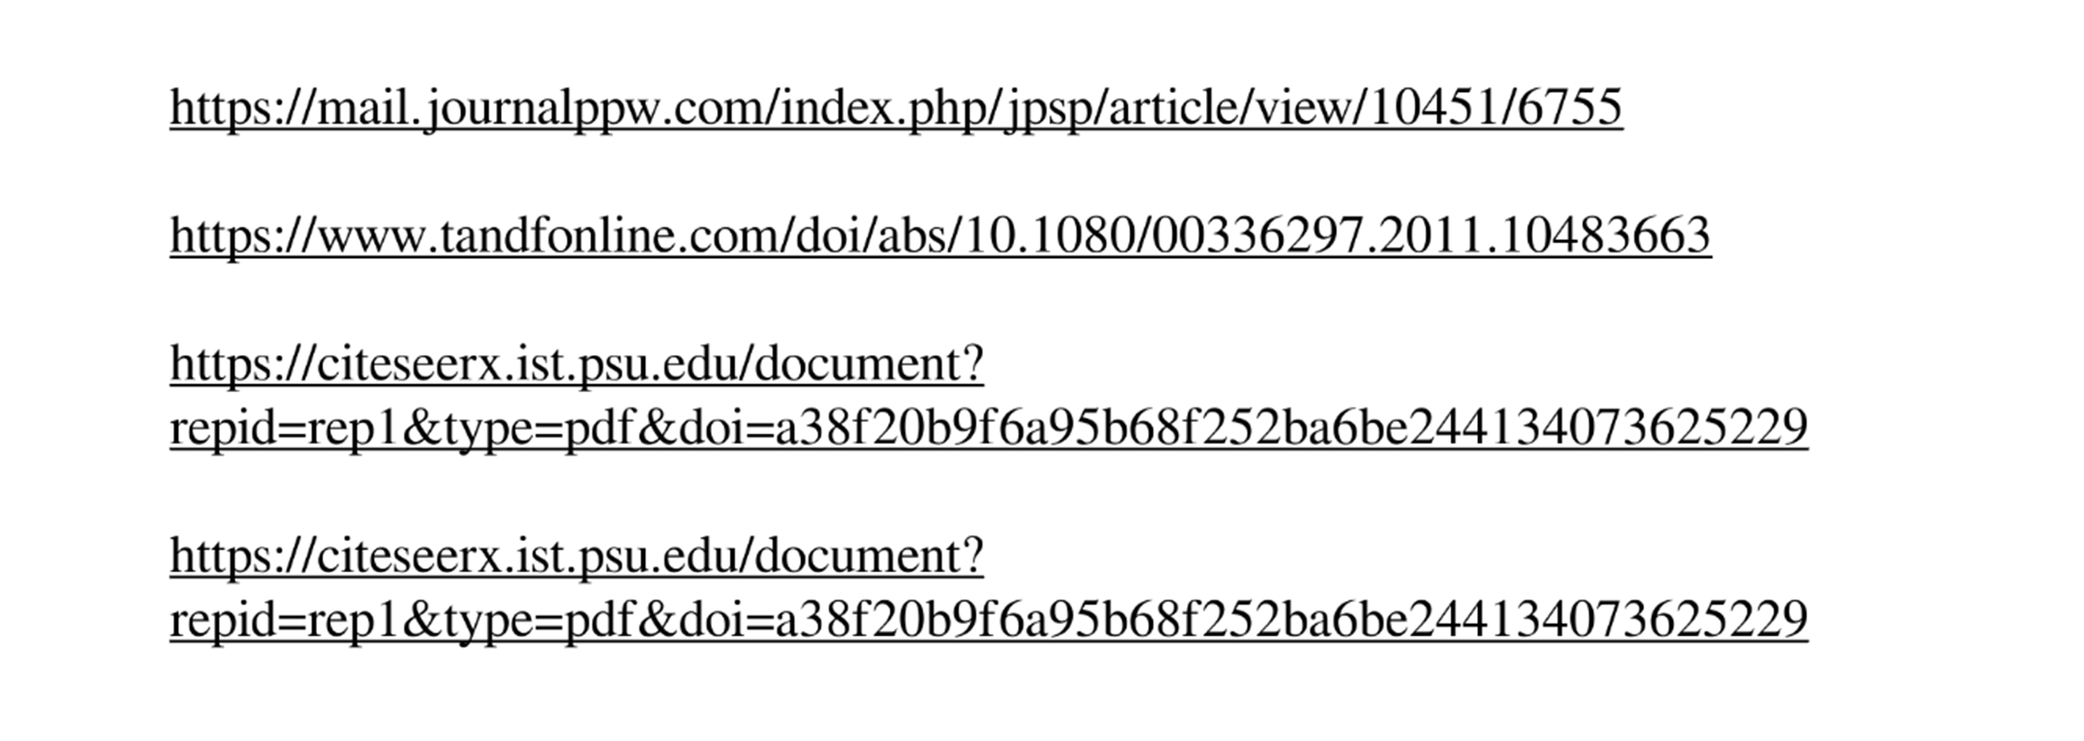 https://mail.journalppw.com/index.php/jpsp/article/view/10451/6755
https://www.tandfonline.com/doi/abs/10.1080/00336297.2011.10483663
https://citeseerx.ist.psu.edu/document?
repid=rep1&type=pdf&doi=a38f20b9f6a95b68f252ba6be244134073625229
https://citeseerx.ist.psu.edu/document?
repid=rep1&type=pdf&doi=a38f20b9f6a95b68f252ba6be244134073625229